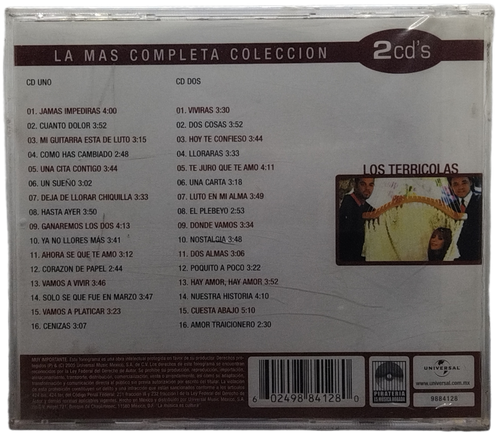 LA MAS COMPLETA COLECCION 2cd's
CD UNO
01. JAMAS IMPEDIRAS 4:00
02. CUANTO DOLOR 3:52
03. MI GUITARRA ESTA DE LUTO 3:15
04. COMO HAS CAMBIADO 2:48
05. UNA CITA CONTIGO 3:44
06. UN SUEÑO 3:02
07. DEJA DE LLORAR CHIQUILLA 3:33
08. HASTA AYER 3:50
09. GANAREMOS LOS DOS 4:13
10. YA NO LLORES MÁS 3:41
11. AHORA SE QUE TE AMO 3:12
12. CORAZON DE PAPEL 2:44
13. VAMOS A VIVIR 3:46
14. SOLO SE QUE FUE EN MARZO 3:47
15. VAMOS A PLATICAR 3:23
16. CENIZAS 3:07
CD DOS
01. VIVIRAS 3:30
02. DOS COSAS 3:52
03. HOY TE CONFIESO 3:44
04. LLORARAS 3:33
05. TE JURO QUE TE AMO 4:11
06. UNA CARTA 3:18
07. LUTO EN MI ALMA 3:49
08. EL PLEBEYO 2:53
09. DONDE VAMOS 3:34
10. NOSTALGIA 3:48
11. DOS ALMAS 3:06
12. POQUITO A POCO 3:22
13. HAY AMOR, HAY AMOR 3:52
14. NUESTRA HISTORIA 4:10
15. CUESTA ABAJO 5:10
16. AMOR TRAICIONERO 2:30
LOS TERRICOLAS
MUY IMPORTANTE.
6 02498 84128 0
PIRATERIA
UNIVERSAL
www.universal.com.mx
9884128